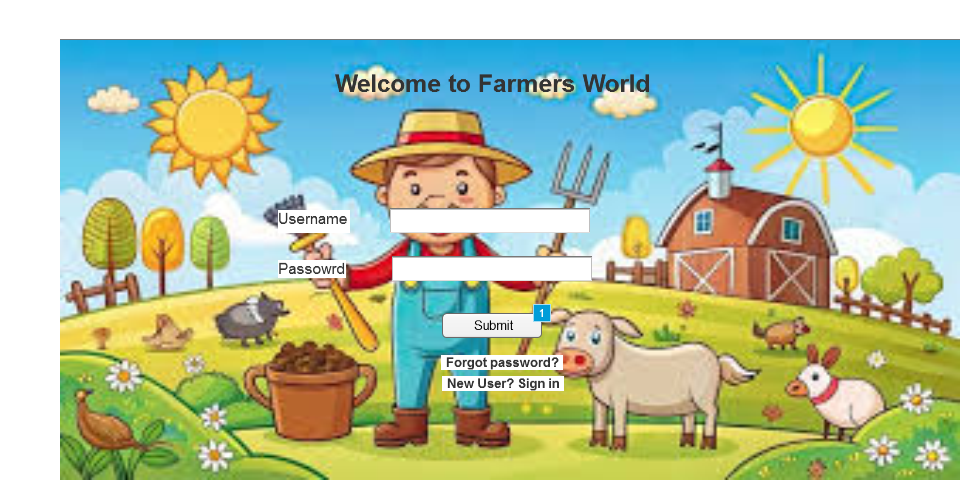 Welcome to Farmers World
Username
Passowrd
1
Submit
Forgot password?
New User? Sign in